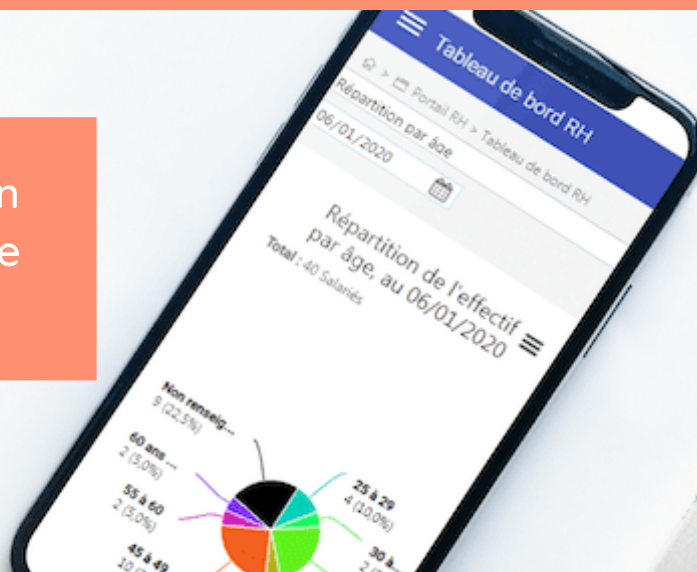 Tableau de bord RH
> Portail RH > Tableau de bord RH
Répartition par âge
06/01/2020
Répartition de l'effectif
par âge, au 06/01/2020
Total : 40 Salariés
Non renseig...
9 (22,5%)
60 ans ...
2 (5,0%)
55 à 60
2 (5,0%)
45 à 49
25 à 29
4 (10,0%)
30 à...
n
e